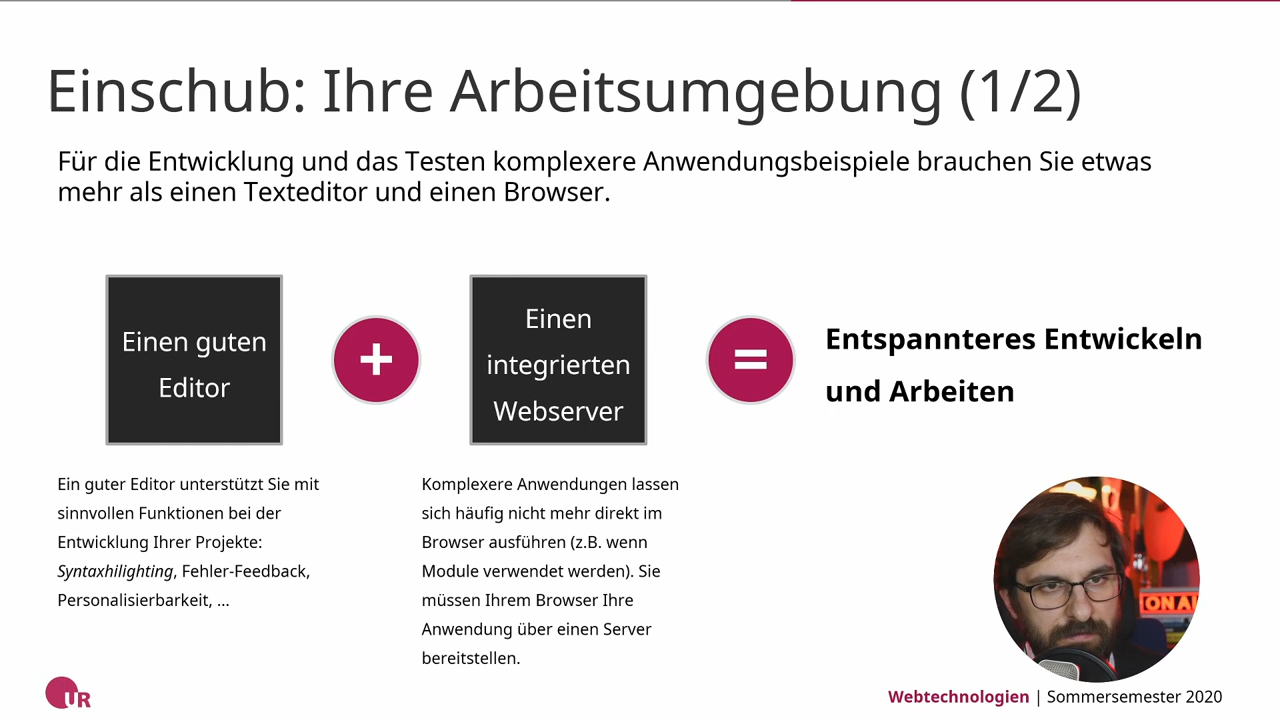 Einschub: Ihre Arbeitsumgebung (1/2)
Für die Entwicklung und das Testen komplexere Anwendungsbeispiele brauchen Sie etwas
mehr als einen Texteditor und einen Browser.
Einen guten
Editor
+
Einen
integrierten
Webserver
=
Entspannteres Entwickeln
und Arbeiten
Ein guter Editor unterstützt Sie mit
sinnvollen Funktionen bei der
Entwicklung Ihrer Projekte:
Syntaxhilighting, Fehler-Feedback,
Personalisierbarkeit, ...
Komplexere Anwendungen lassen
sich häufig nicht mehr direkt im
Browser ausführen (z.B. wenn
Module verwendet werden). Sie
müssen Ihrem Browser Ihre
Anwendung über einen Server
bereitstellen.
ON AI
UR
Webtechnologien | Sommersemester 2020